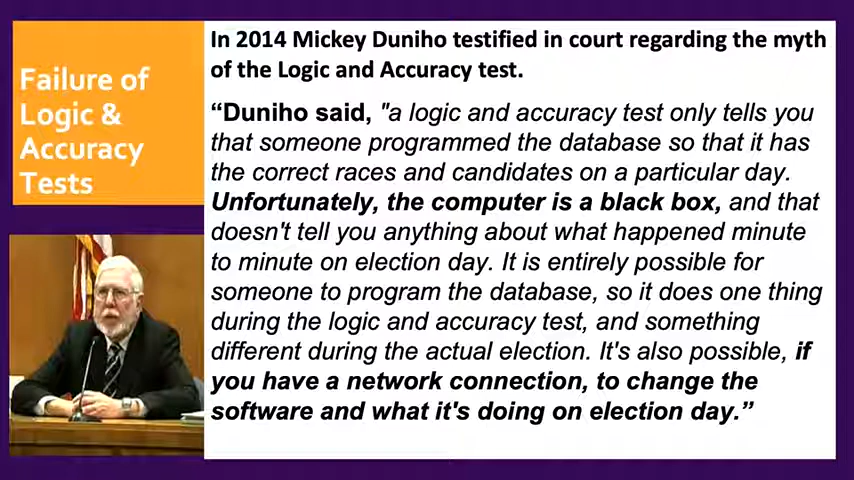 Failure of
Logic &
Accuracy
Tests
In 2014 Mickey Duniho testified in court regarding the myth
of the Logic and Accuracy test.
“Duniho said, "a logic and accuracy test only tells you
that someone programmed the database so that it has
the correct races and candidates on a particular day.
Unfortunately, the computer is a black box, and that
doesn't tell you anything about what happened minute
to minute on election day. It is entirely possible for
someone to program the database, so it does one thing
during the logic and accuracy test, and something
different during the actual election. It's also possible, if
you have a network connection, to change the
software and what it's doing on election day.”